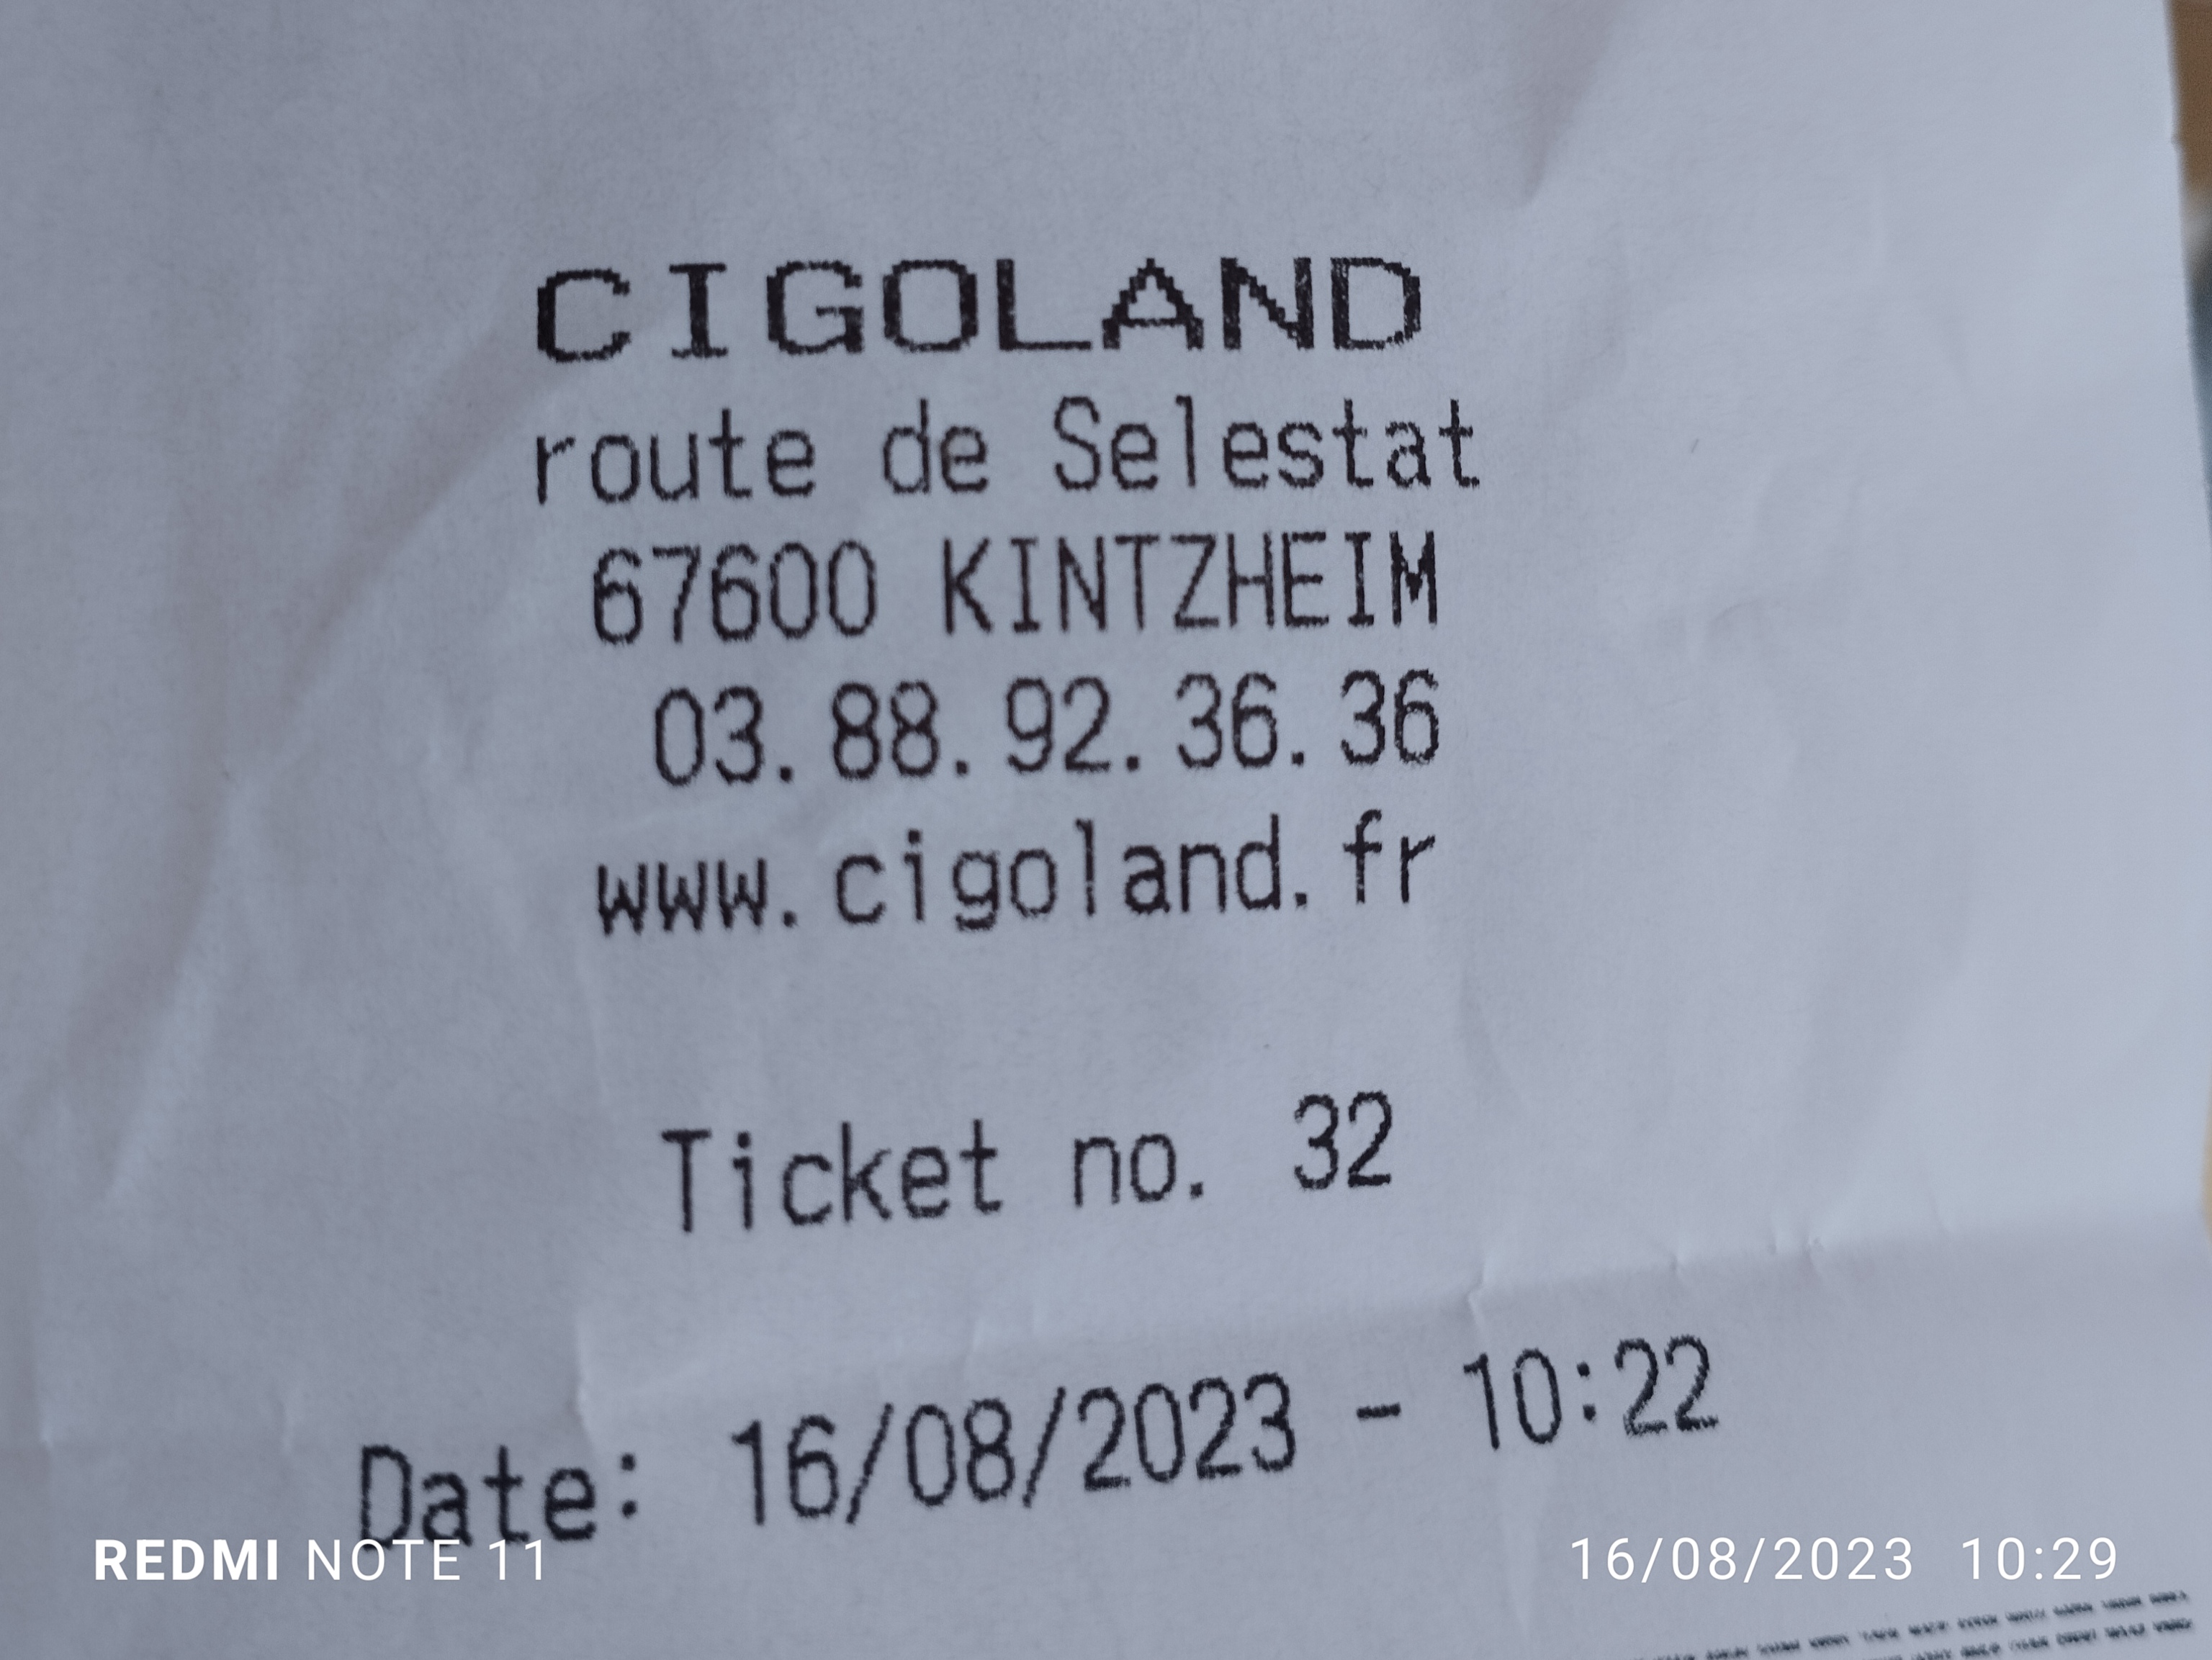 CIGOLAND
route de Selestat
67600 KINTZHEIM
03.88.92.36.36
www.cigoland.fr
Ticket no. 32
Date: 16/08/2023 - 10:22
REDMI NOTE 11
16/08/2023 10:29